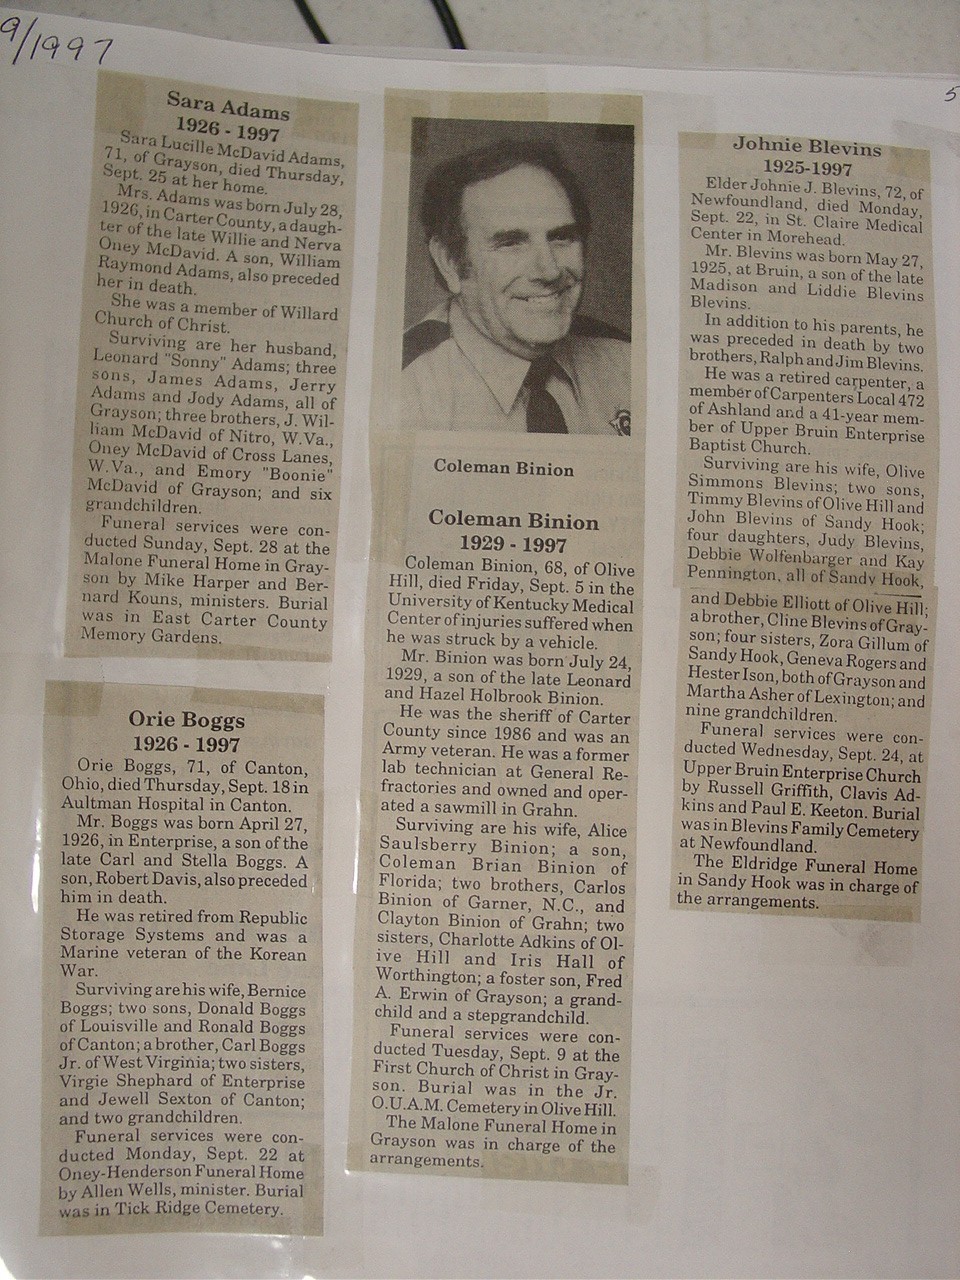 9/1997
5
Sara Adams
1926 - 1997
Sara Lucille McDavid Adams,
71, of Grayson, died Thursday,
Sept. 25 at her home.
Mrs. Adams was born July 28,
1926, in Carter County, a daugh-
ter of the late Willie and Nerva
Oney McDavid. A son, William
Raymond Adams, also preceded
her in death.
She was a member of Willard
Church of Christ.
Surviving are her husband,
Leonard "Sonny" Adams; three
sons, James Adams, Jerry
Adams and Jody Adams, all of
Grayson; three brothers, J. Wil-
liam McDavid of Nitro, W.Va.,
Oney McDavid of Cross Lanes,
W.Va., and Emory "Boonie"
McDavid of Grayson; and six
grandchildren.
Funeral services were con-
ducted Sunday, Sept. 28 at the
Malone Funeral Home in Gray-
son by Mike Harper and Ber-
nard Kouns, ministers. Burial
was in East Carter County
Memory Gardens.
Orie Boggs
1926 - 1997
Orie Boggs, 71, of Canton,
Ohio, died Thursday, Sept. 18 in
Aultman Hospital in Canton.
Mr. Boggs was born April 27,
1926, in Enterprise, a son of the
late Carl and Stella Boggs. A
son, Robert Davis, also preceded
him in death.
He was retired from Republic
Storage Systems and was a
Marine veteran of the Korean
War.
Surviving are his wife, Bernice
Boggs; two sons, Donald Boggs
of Louisville and Ronald Boggs
of Canton; a brother, Carl Boggs
Jr. of West Virginia; two sisters,
Virgie Shephard of Enterprise
and Jewell Sexton of Canton;
and two grandchildren.
Funeral services were con-
ducted Monday, Sept. 22 at
Oney-Henderson Funeral Home
by Allen Wells, minister. Burial
was in Tick Ridge Cemetery.
Coleman Binion
Coleman Binion
1929 - 1997
Coleman Binion, 68, of Olive
Hill, died Friday, Sept. 5 in the
University of Kentucky Medical
Center of injuries suffered when
he was struck by a vehicle.
Mr. Binion was born July 24,
1929, a son of the late Leonard
and Hazel Holbrook Binion.
He was the sheriff of Carter
County since 1986 and was an
Army veteran. He was a former
lab technician at General Re-
fractories and owned and oper-
ated a sawmill in Grahn.
Surviving are his wife, Alice
Saulsberry Binion; a son,
Coleman Brian Binion of
Florida; two brothers, Carlos
Binion of Garner, N.C., and
Clayton Binion of Grahn; two
sisters, Charlotte Adkins of Ol-
ive Hill and Iris Hall of
Worthington; a foster son, Fred
A. Erwin of Grayson; a grand-
child and a stepgrandchild.
Funeral services were con-
ducted Tuesday, Sept. 9 at the
First Church of Christ in Gray-
son. Burial was in the Jr.
O.U.A.M. Cemetery in Olive Hill.
The Malone Funeral Home in
Grayson was in charge of the
arrangements.
Johnie Blevins
1925-1997
Elder Johnie J. Blevins, 72, of
Newfoundland, died Monday,
Sept. 22, in St. Claire Medical
Center in Morehead.
Mr. Blevins was born May 27,
1925, at Bruin, a son of the late
Madison and Liddie Blevins
Blevins.
In addition to his parents, he
was preceded in death by two
brothers, Ralph and Jim Blevins.
He was a retired carpenter, a
member of Carpenters Local 472
of Ashland and a 41-year mem-
ber of Upper Bruin Enterprise
Baptist Church.
Surviving are his wife, Olive
Simmons Blevins; two sons,
Timmy Blevins of Olive Hill and
John Blevins of Sandy Hook;
four daughters, Judy Blevins,
Debbie Wolfenbarger and Kay
Pennington, all of Sandy Hook,
and Debbie Elliott of Olive Hill;
a brother, Cline Blevins of Gray-
son; four sisters, Zora Gillum of
Sandy Hook, Geneva Rogers and
Hester Ison, both of Grayson and
Martha Asher of Lexington; and
nine grandchildren.
Funeral services were con-
ducted Wednesday, Sept. 24, at
Upper Bruin Enterprise Church
by Russell Griffith, Clavis Ad-
kins and Paul E. Keeton. Burial
was in Blevins Family Cemetery
at Newfoundland.
The Eldridge Funeral Home
in Sandy Hook was in charge of
the arrangements.